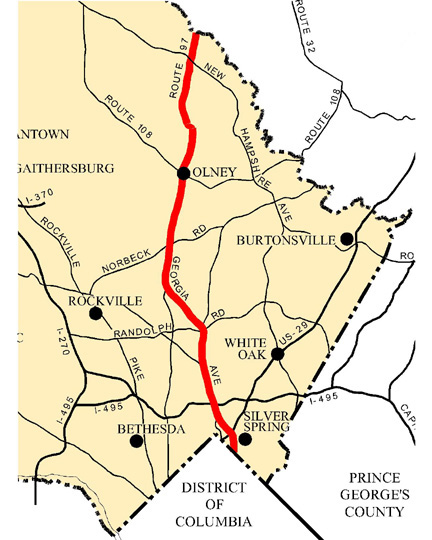 ROUTE 97
ROUTE 32
NEW
HAMPSHIRE
AVE
ROUTE 108
ROUTE 108
ANTOWN
GAITHERSBURG
OLNEY
I-370
BURTONSVILLE
ROCKVILLE
NORBECK RD
GEORGIA
AVE
RO
ROCKVILLE
PIKE
RANDOLPH RD
I-270
C
WHITE
OAK
US-29
I-495
I-495
I-495
CAPI
BETHESDA
SILVER
SPRING
DISTRICT
OF
COLUMBIA
PRINCE
GEORGE'S
COUNTY